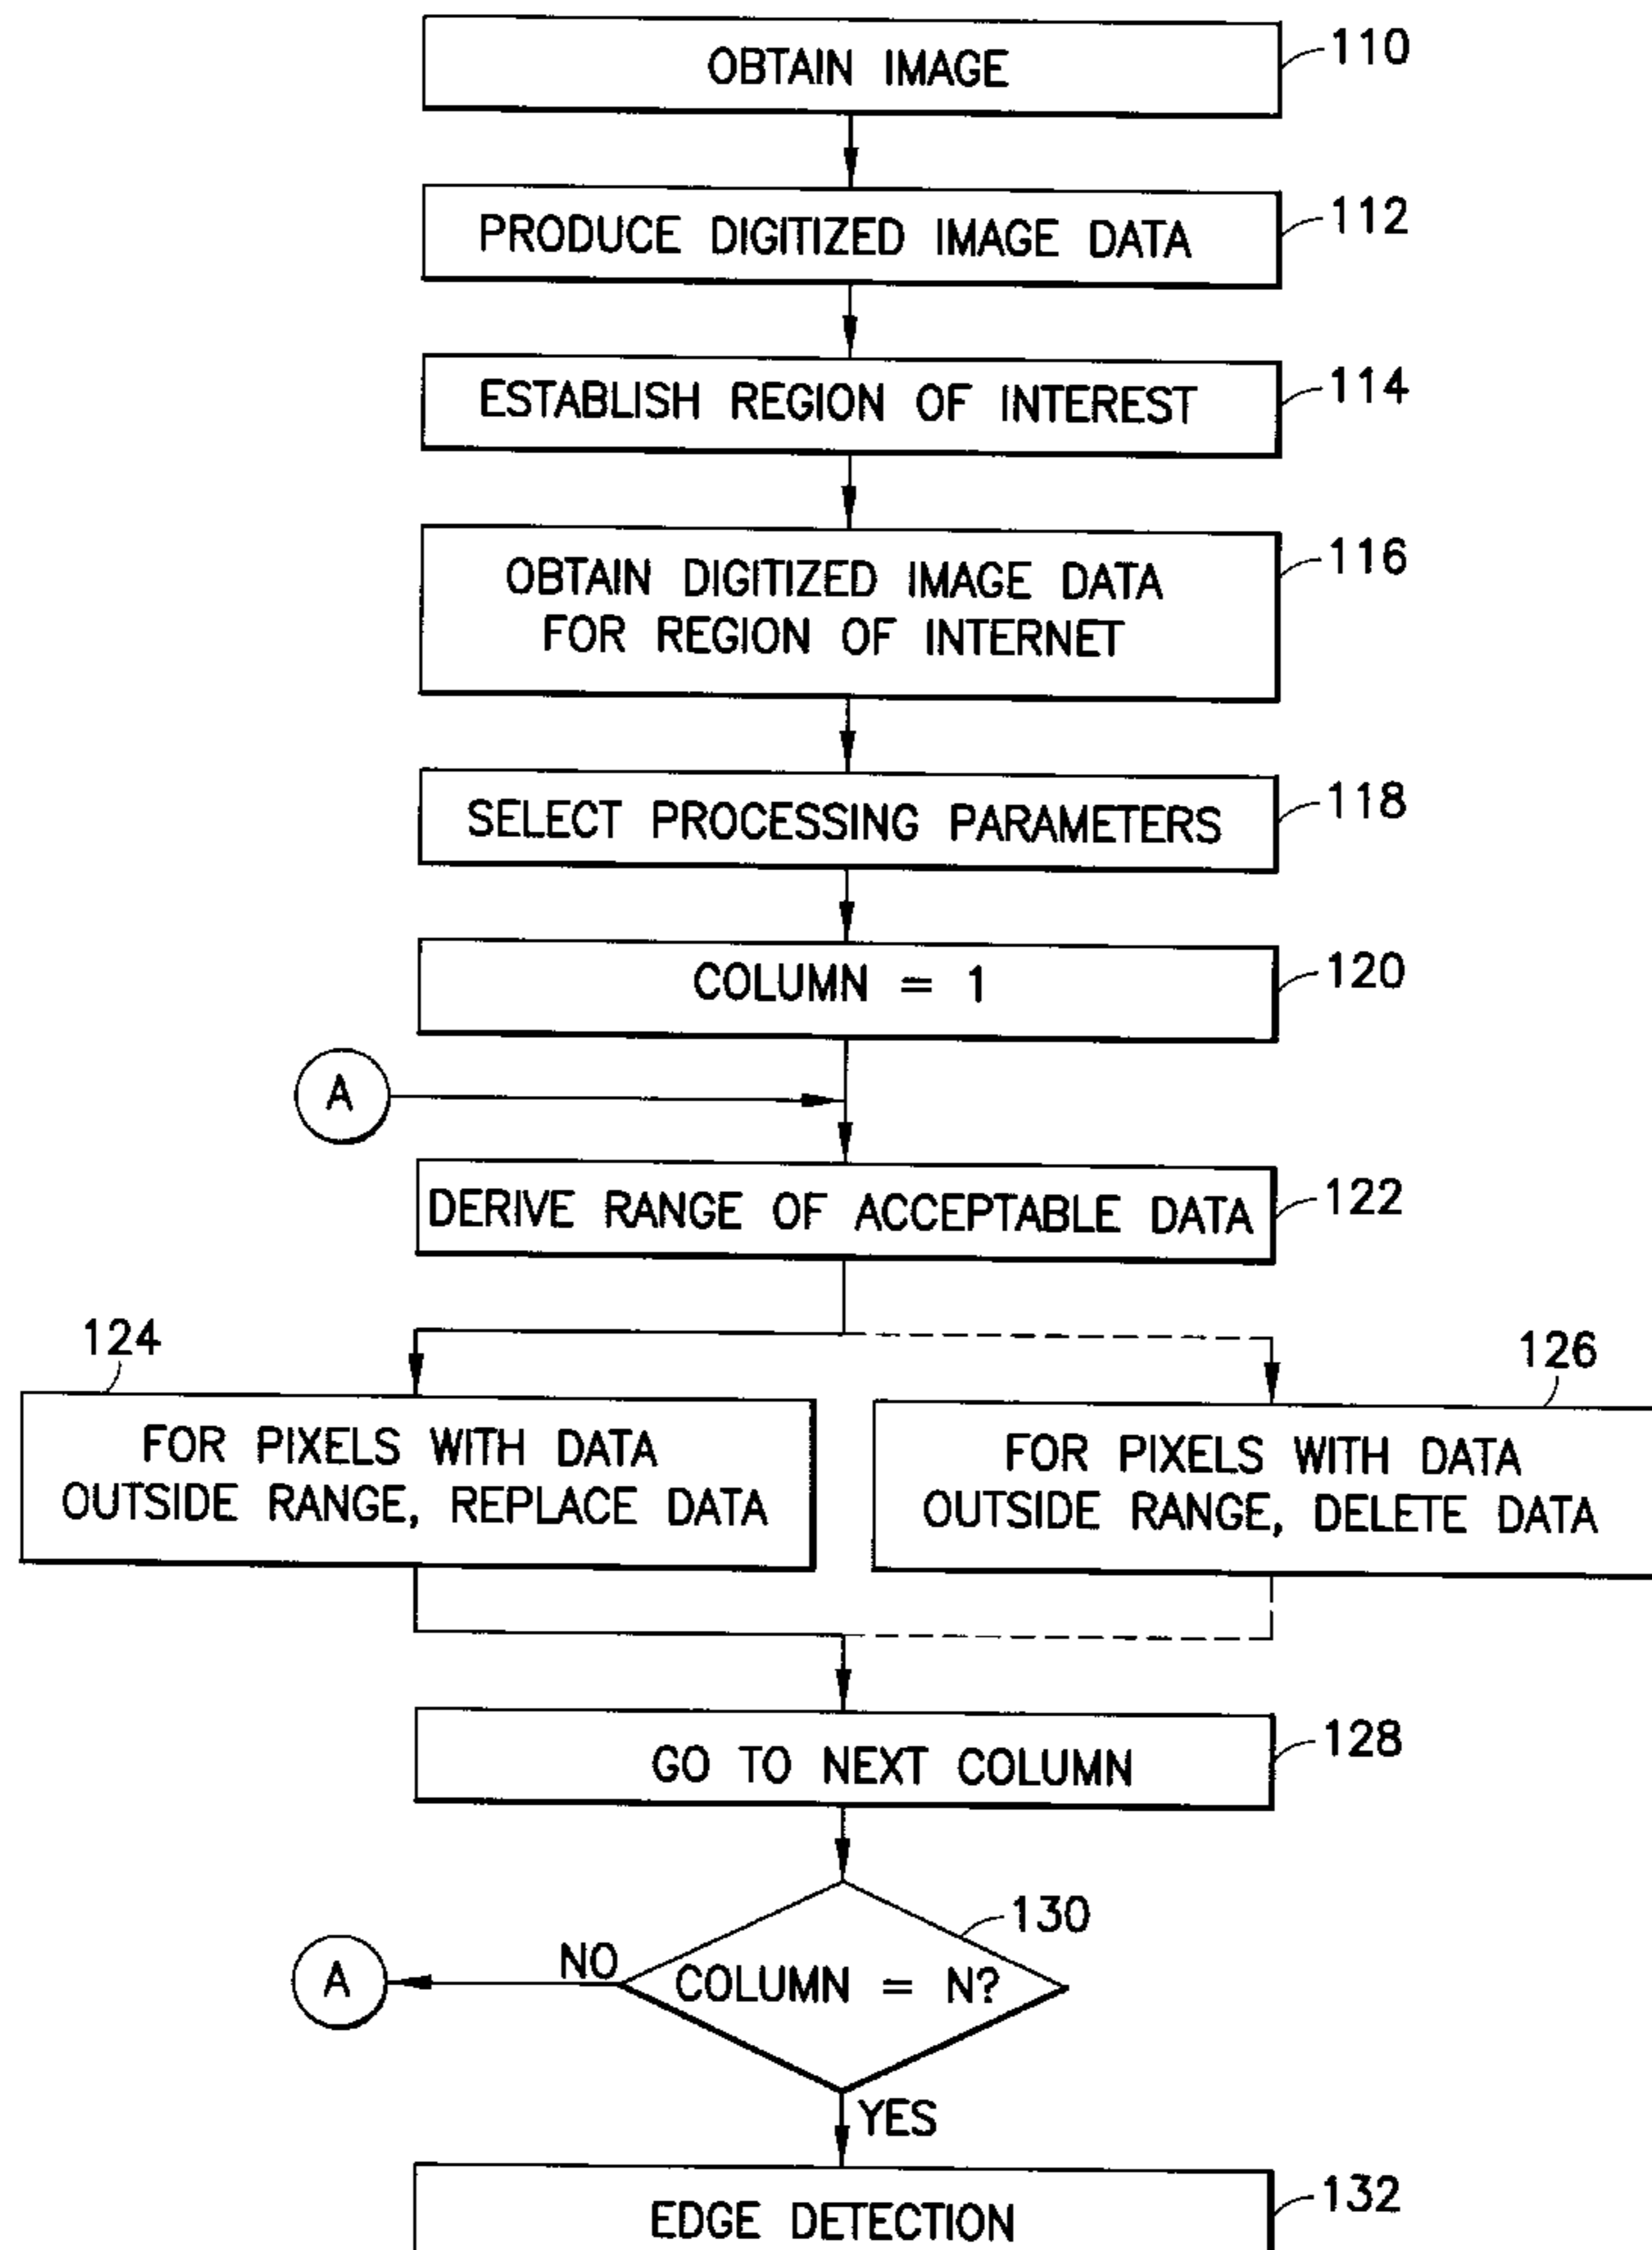 OBTAIN IMAGE
110
PRODUCE DIGITIZED IMAGE DATA
112
ESTABLISH REGION OF INTEREST
114
OBTAIN DIGITIZED IMAGE DATA
FOR REGION OF INTERNET
116
SELECT PROCESSING PARAMETERS
118
COLUMN = 1
120
A
DERIVE RANGE OF ACCEPTABLE DATA
122
124
FOR PIXELS WITH DATA
OUTSIDE RANGE, REPLACE DATA
126
FOR PIXELS WITH DATA
OUTSIDE RANGE, DELETE DATA
GO TO NEXT COLUMN
128
130
COLUMN = N?
NO
A
YES
EDGE DETECTION
132